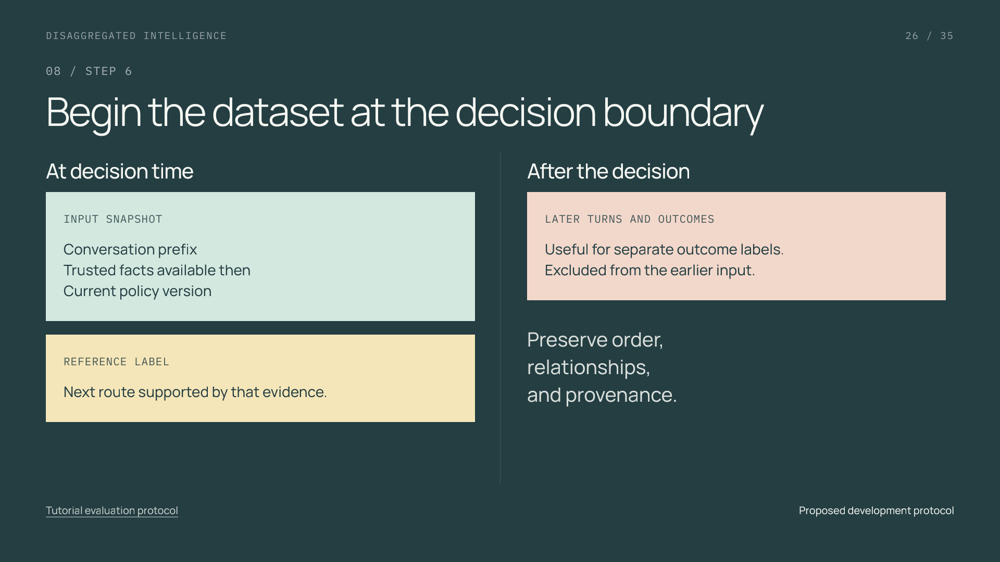 DISAGGREGATED INTELLIGENCE
26 / 35
08 / STEP 6
Begin the dataset at the decision boundary
At decision time
INPUT SNAPSHOT
Conversation prefix
Trusted facts available then
Current policy version
REFERENCE LABEL
Next route supported by that evidence.
After the decision
LATER TURNS AND OUTCOMES
Useful for separate outcome labels.
Excluded from the earlier input.
Preserve order,
relationships,
and provenance.
Tutorial evaluation protocol
Proposed development protocol